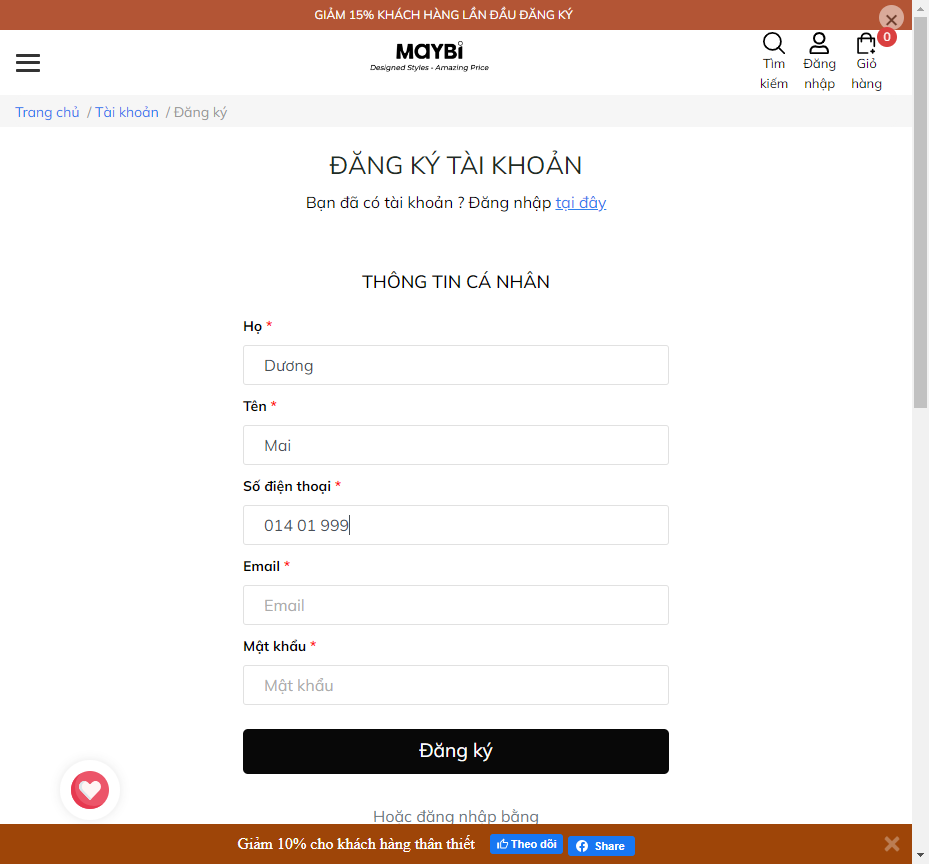 GIẢM 15% KHÁCH HÀNG LẦN ĐẦU ĐĂNG KÝ
MAYBI
Designed Styles - Amazing Price
Tìm kiếm
Đăng nhập
Giỏ hàng
0
Trang chủ / Tài khoản / Đăng ký
ĐĂNG KÝ TÀI KHOẢN
Bạn đã có tài khoản ? Đăng nhập tại đây
THÔNG TIN CÁ NHÂN
Họ *
Dương
Tên *
Mai
Số điện thoại *
014 01 999
Email *
Email
Mật khẩu *
Mật khẩu
Đăng ký
Hoặc đăng nhập bằng
Giảm 10% cho khách hàng thân thiết
Theo dõi
Share